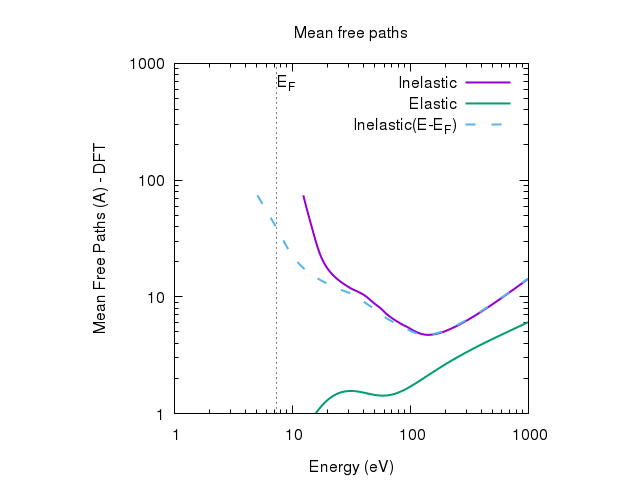 Mean free paths
1000
100
10
1
Mean Free Paths (A) - DFT
E_F
Inelastic
Elastic
Inelastic(E-E_F)
1 10 100 1000
Energy (eV)